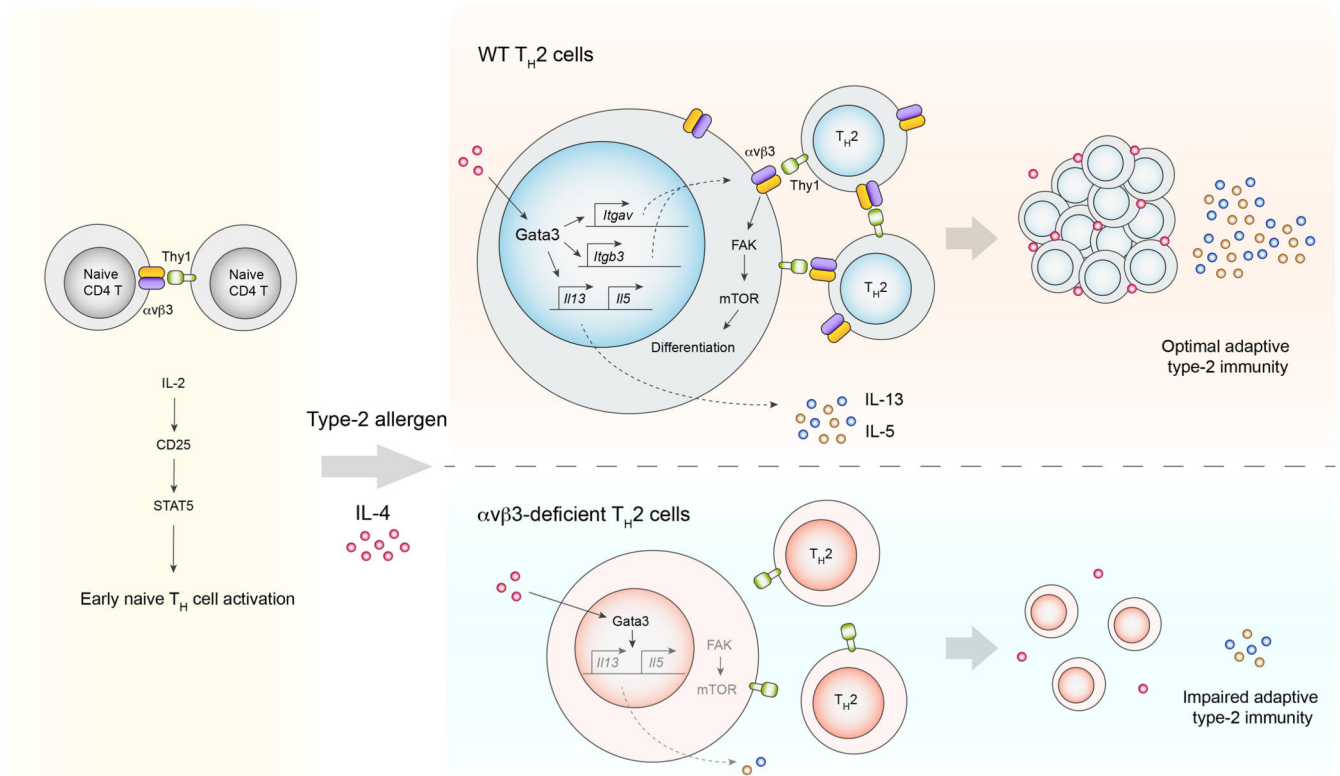 Thy1
Naive
CD4 T
Naive
CD4 T
αvβ3
IL-2
CD25
STAT5
Early naive TH cell activation
Type-2 allergen
IL-4
WT TH2 cells
αvβ3
Thy1
TH2
Gata3
Itgav
Itgb3
Il13
Il5
FAK
mTOR
Differentiation
TH2
IL-13
IL-5
Optimal adaptive
type-2 immunity
αvβ3-deficient TH2 cells
TH2
Gata3
Il13
Il5
FAK
mTOR
TH2
Impaired adaptive
type-2 immunity